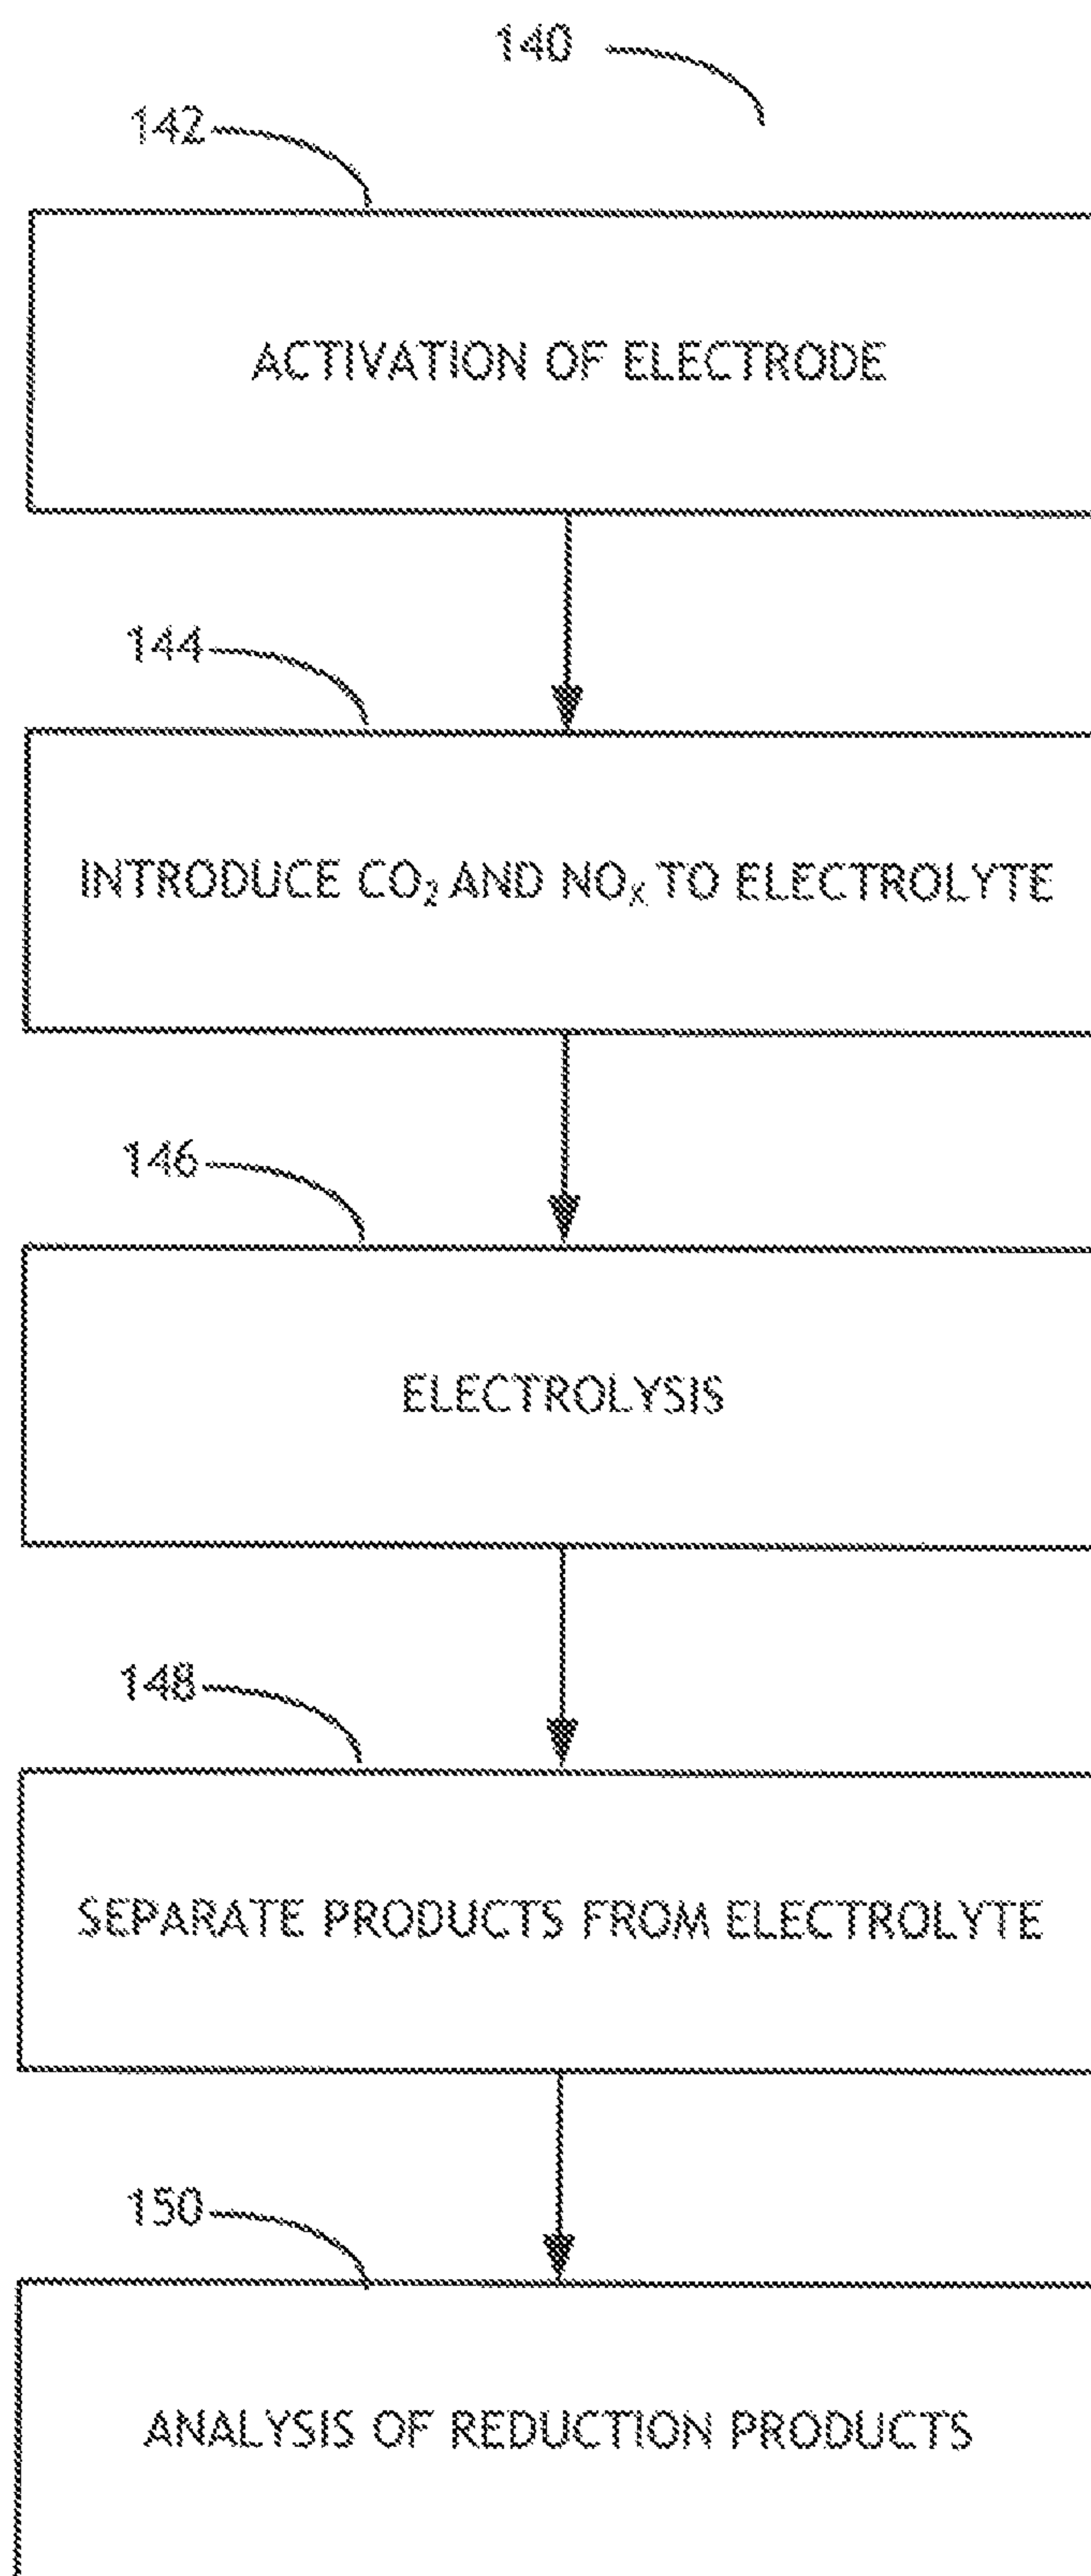 140
142
ACTIVATION OF ELECTRODE
144
INTRODUCE CO₂ AND NOₓ TO ELECTROLYTE
146
ELECTROLYSIS
148
SEPARATE PRODUCTS FROM ELECTROLYTE
150
ANALYSIS OF REDUCTION PRODUCTS